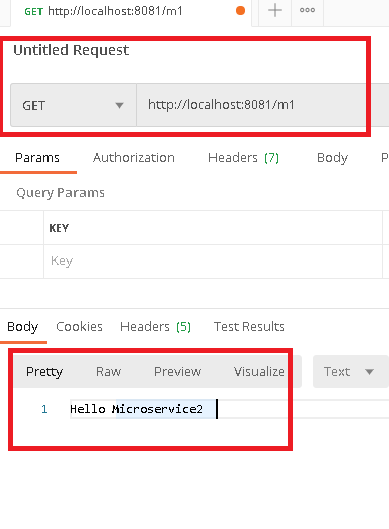 GET http://localhost:8081/m1
Untitled Request
GET http://localhost:8081/m1
Params Authorization Headers (7) Body P
Query Params
KEY
Key
Body Cookies Headers (5) Test Results
Pretty Raw Preview Visualize Text
1 Hello Microservice2